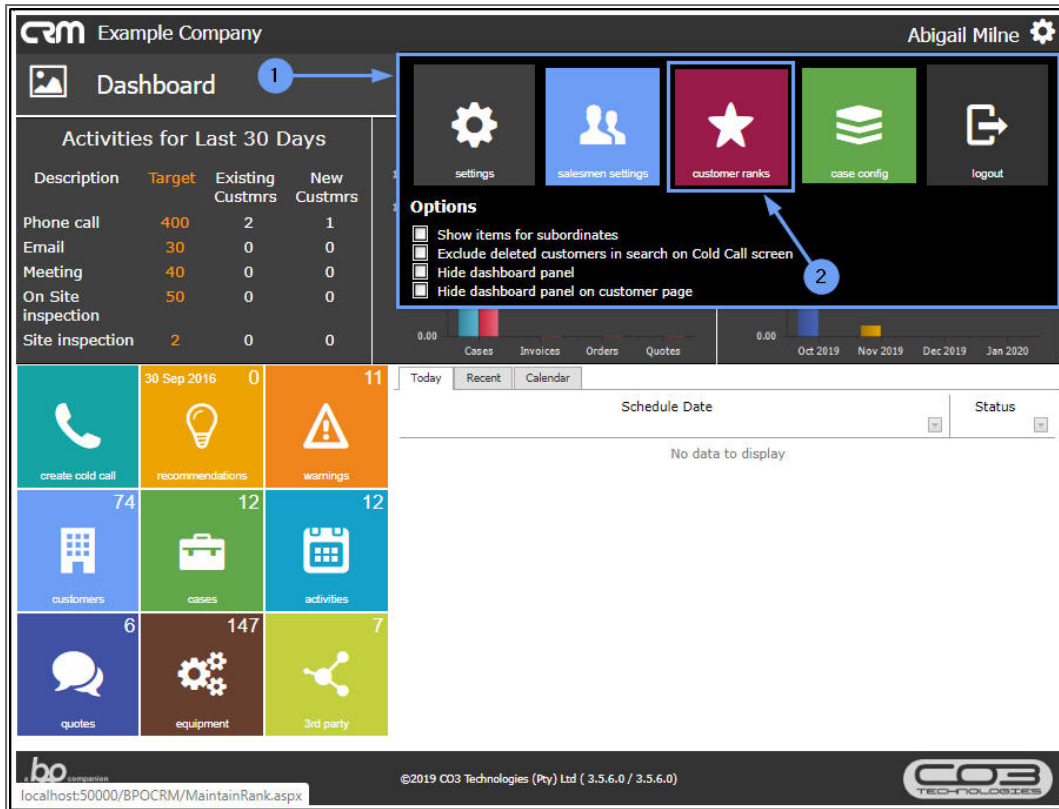 CRM Example Company
Abigail Milne
Dashboard
1
settings
salesmen settings
customer ranks
case config
logout
Options
Show items for subordinates
Exclude deleted customers in search on Cold Call screen
Hide dashboard panel
Hide dashboard panel on customer page
2
Activities for Last 30 Days
Description Target Existing Custmrs New Custmrs
Phone call 400 2 1
Email 30 0 0
Meeting 40 0 0
On Site inspection 50 0 0
Site inspection 2 0 0
0.00
Cases Invoices Orders Quotes
0.00
Oct 2019 Nov 2019 Dec 2019 Jan 2020
30 Sep 2016 0
11
create cold call
recommendations
warnings
74
12
12
customers
cases
activities
6
147
7
quotes
equipment
3rd party
Today Recent Calendar
Schedule Date
Status
No data to display
a bp companion
©2019 CO3 Technologies (Pty) Ltd ( 3.5.6.0 / 3.5.6.0)
CO3
TECHNOLOGIES
localhost:50000/BPOCRM/MaintainRank.aspx